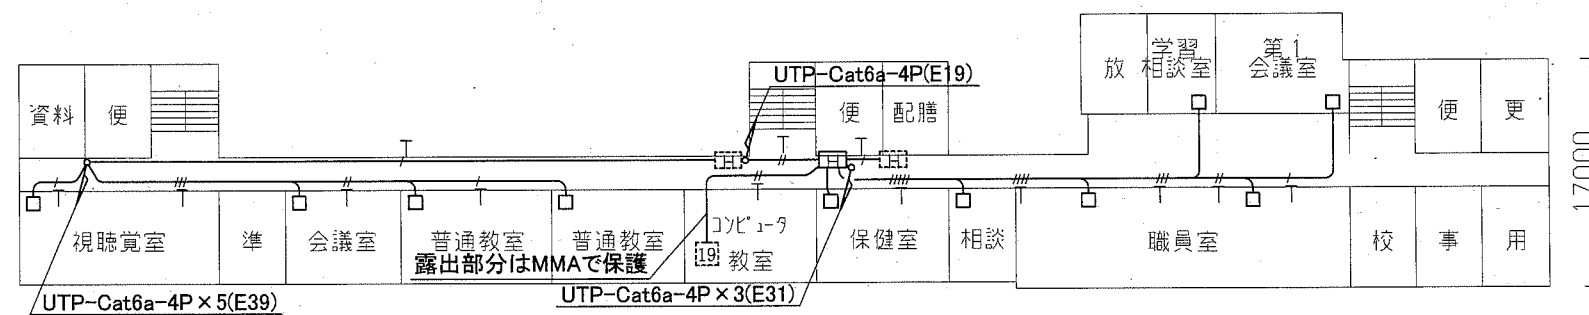 学習
第１
UTP-Cat6a-4P(E19)
放
相談室
会議室
資料
便
便
配膳
便
更
H
H
H
17000
視聴覚室
準
会議室
普通教室
普通教室
コンピュータ
教室
19
保健室
相談
職員室
校
事
用
露出部分はMMAで保護
UTP-Cat6a-4P×5(E39)
UTP-Cat6a-4P×3(E31)